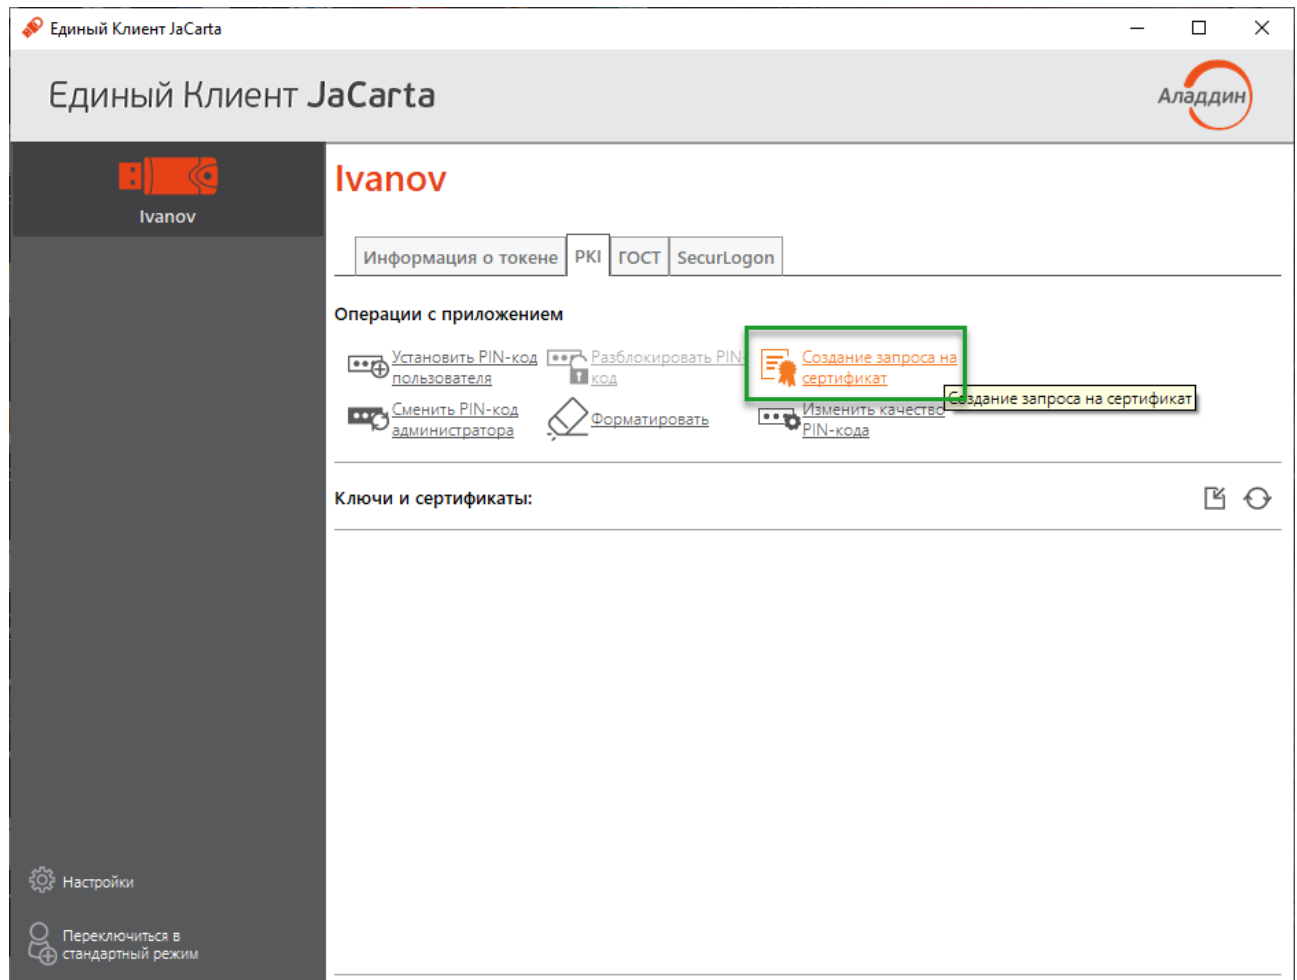 Единый Клиент JaCarta
Единый Клиент JaCarta
Аладдин
Ivanov
Ivanov
Информация о токене
PKI
ГОСТ
SecurLogon
Операции с приложением
Установить PIN-код
пользователя
Разблокировать PIN-
код
Создание запроса на
сертификат
Создание запроса на сертификат
Сменить PIN-код
администратора
Форматировать
Изменить качество
PIN-кода
Ключи и сертификаты:
Настройки
Переключиться в
стандартный режим